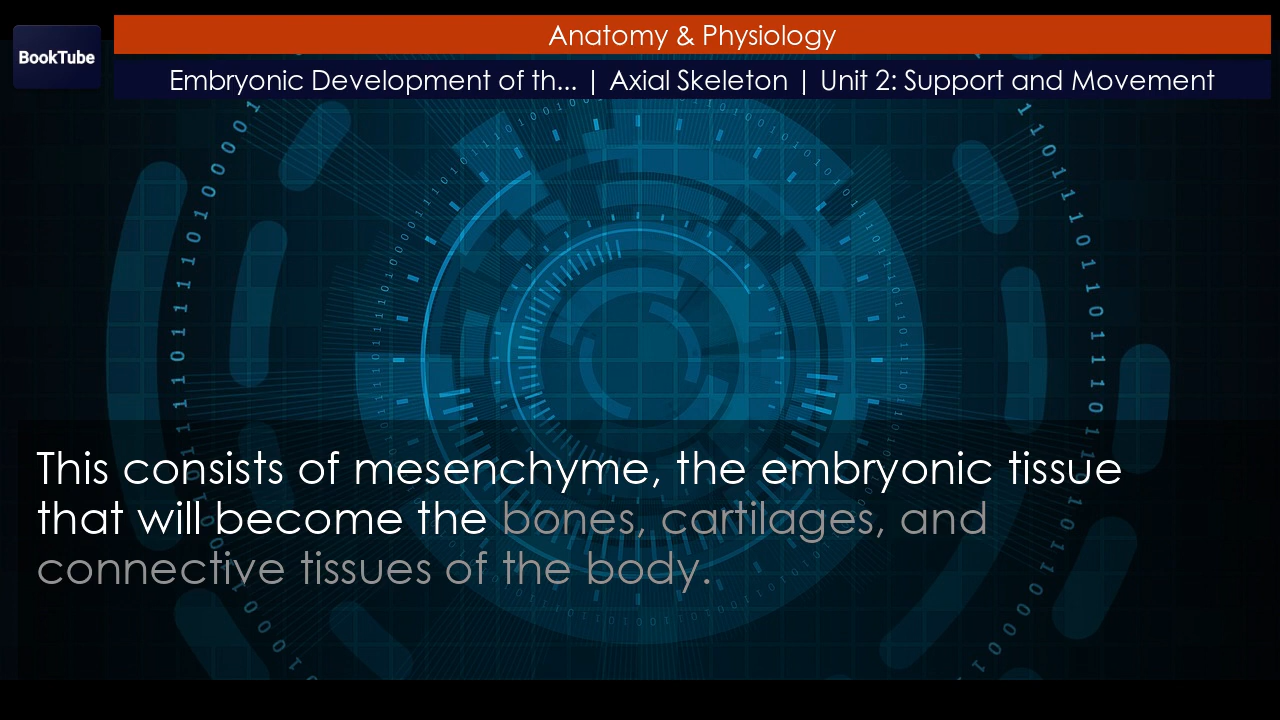 BookTube
Anatomy & Physiology
Embryonic Development of th... | Axial Skeleton | Unit 2: Support and Movement
This consists of mesenchyme, the embryonic tissue
that will become the bones, cartilages, and
connective tissues of the body.